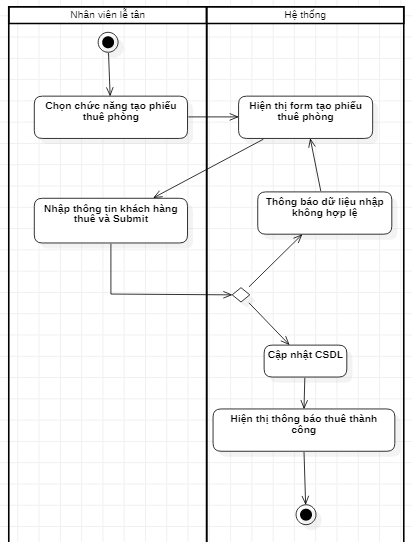 Nhân viên lễ tân
Hệ thống
Chọn chức năng tạo phiếu
thuê phòng
Hiện thị form tạo phiếu
thuê phòng
Nhập thông tin khách hàng
thuê và Submit
Thông báo dữ liệu nhập
không hợp lệ
Cập nhật CSDL
Hiện thị thông báo thuê thành
công